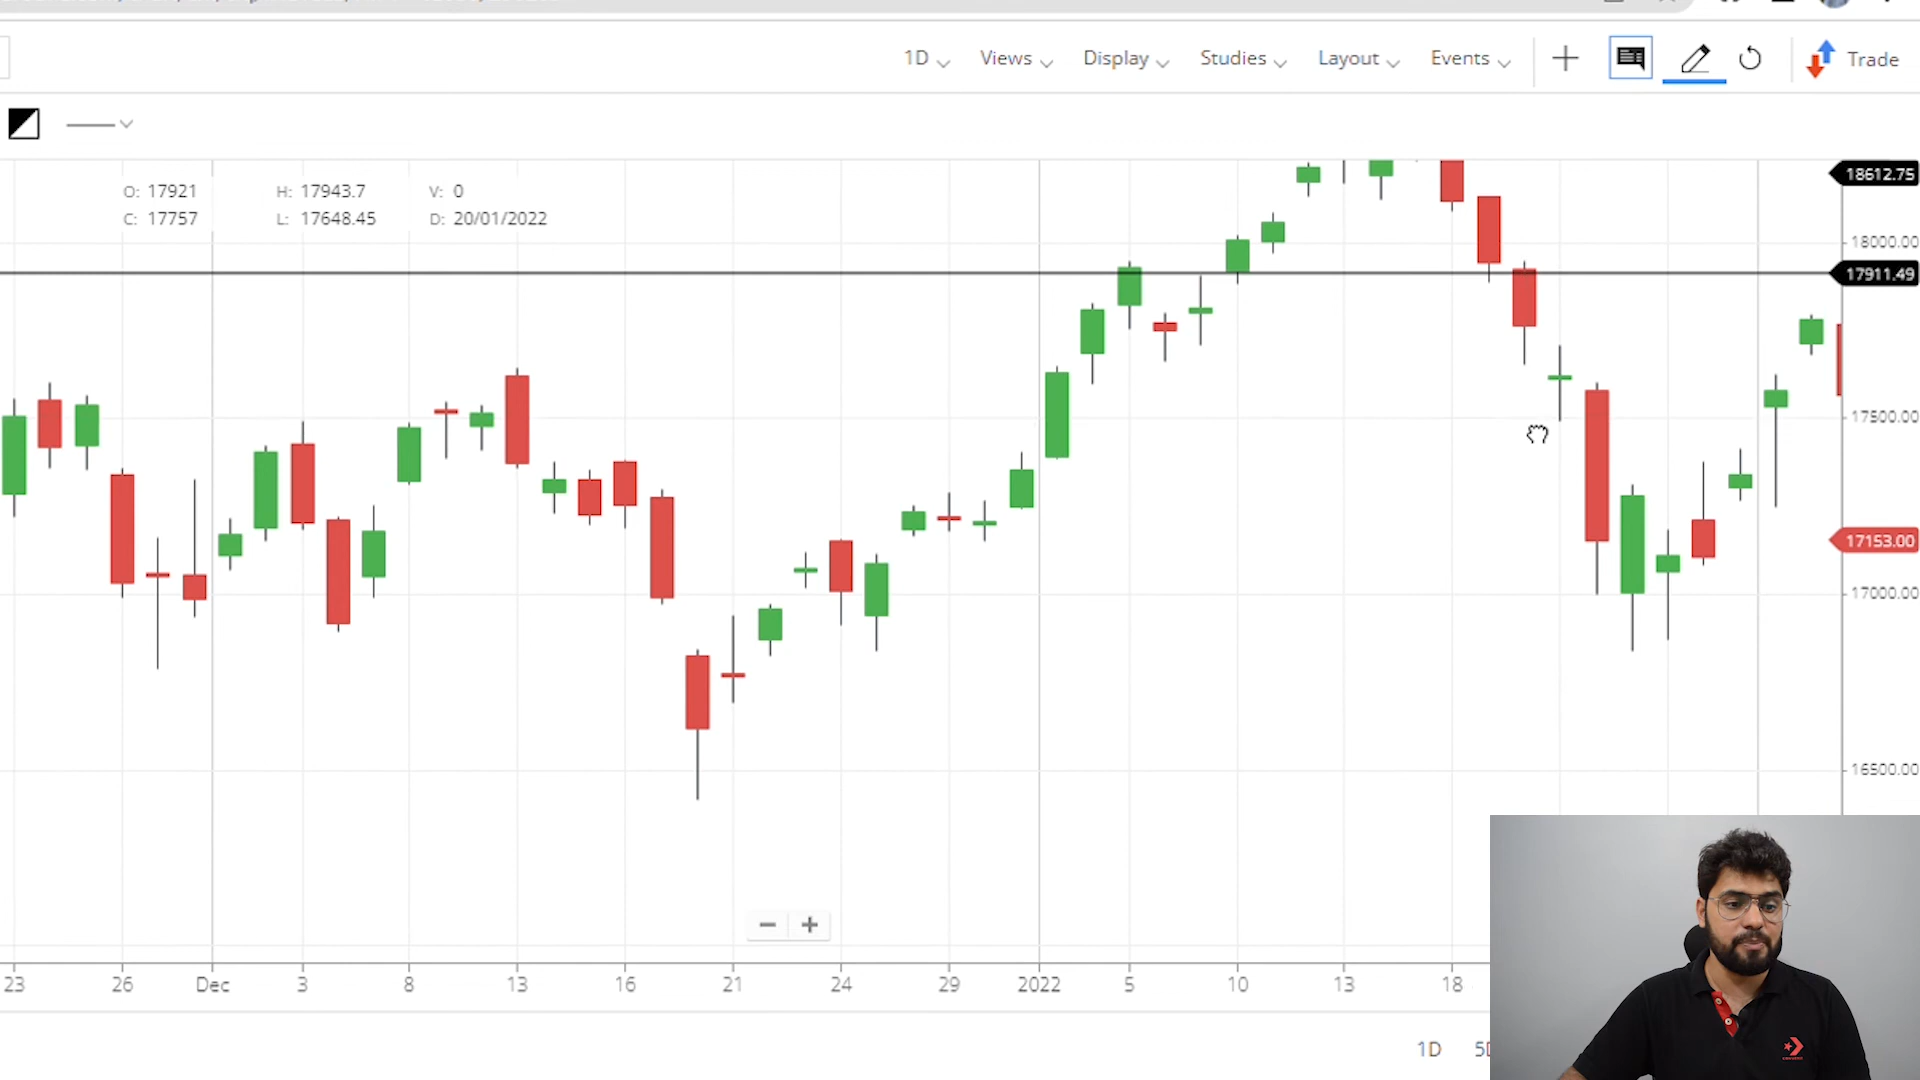 1D Views Display Studies Layout Events Trade
O: 17921 H: 17943.7 V: 0
C: 17757 L: 17648.45 D: 20/01/2022
18612.75
18000.00
17911.49
17500.00
17153.00
17000.00
16500.00
23 26 Dec 3 8 13 16 21 24 29 2022 5 10 13 18
1D